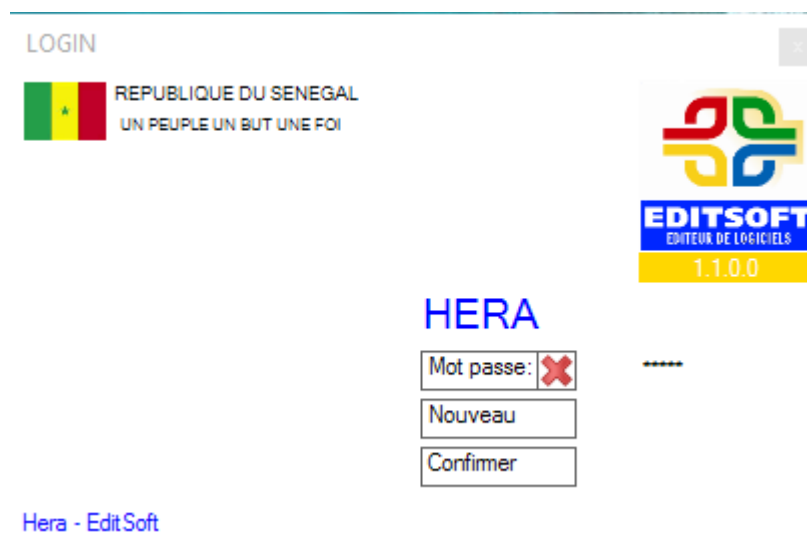 LOGIN
x
REPUBLIQUE DU SENEGAL
UN PEUPLE UN BUT UNE FOI
EDITSOFT
EDITEUR DE LOGICIELS
1.1.0.0
HERA
Mot passe: *****
Nouveau
Confirmer
Hera - EditSoft